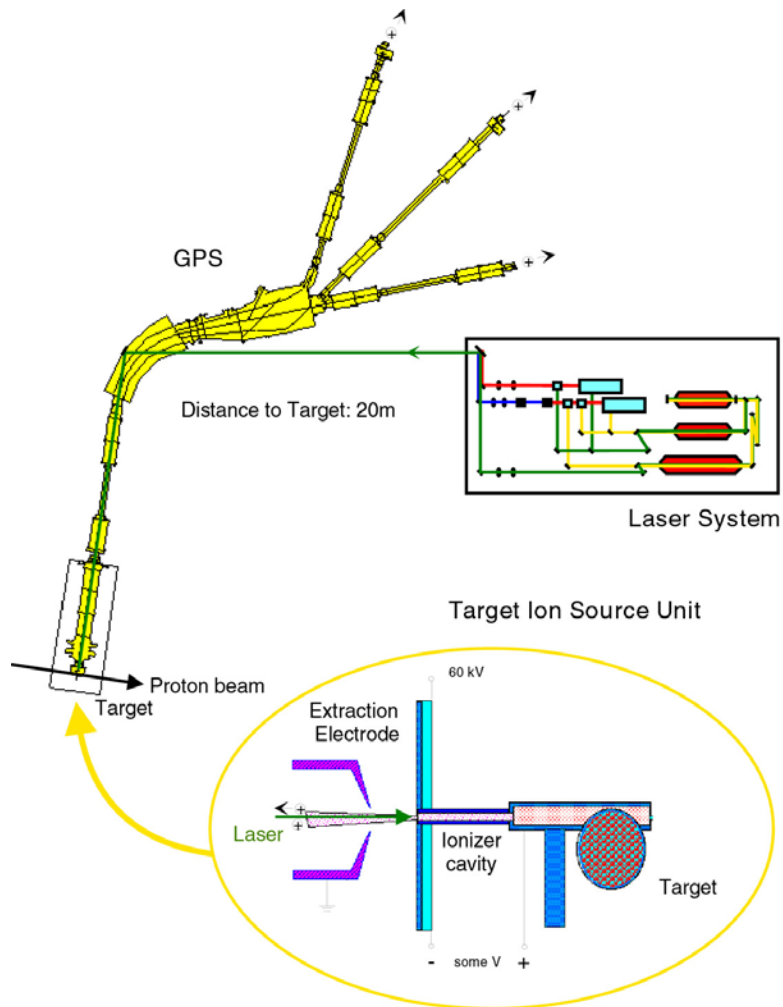 +
+
GPS
+
Distance to Target: 20m
Laser System
Target Ion Source Unit
Proton beam
Target
60 kV
Extraction
Electrode
+
Laser
+
Ionizer
cavity
Target
- some V +